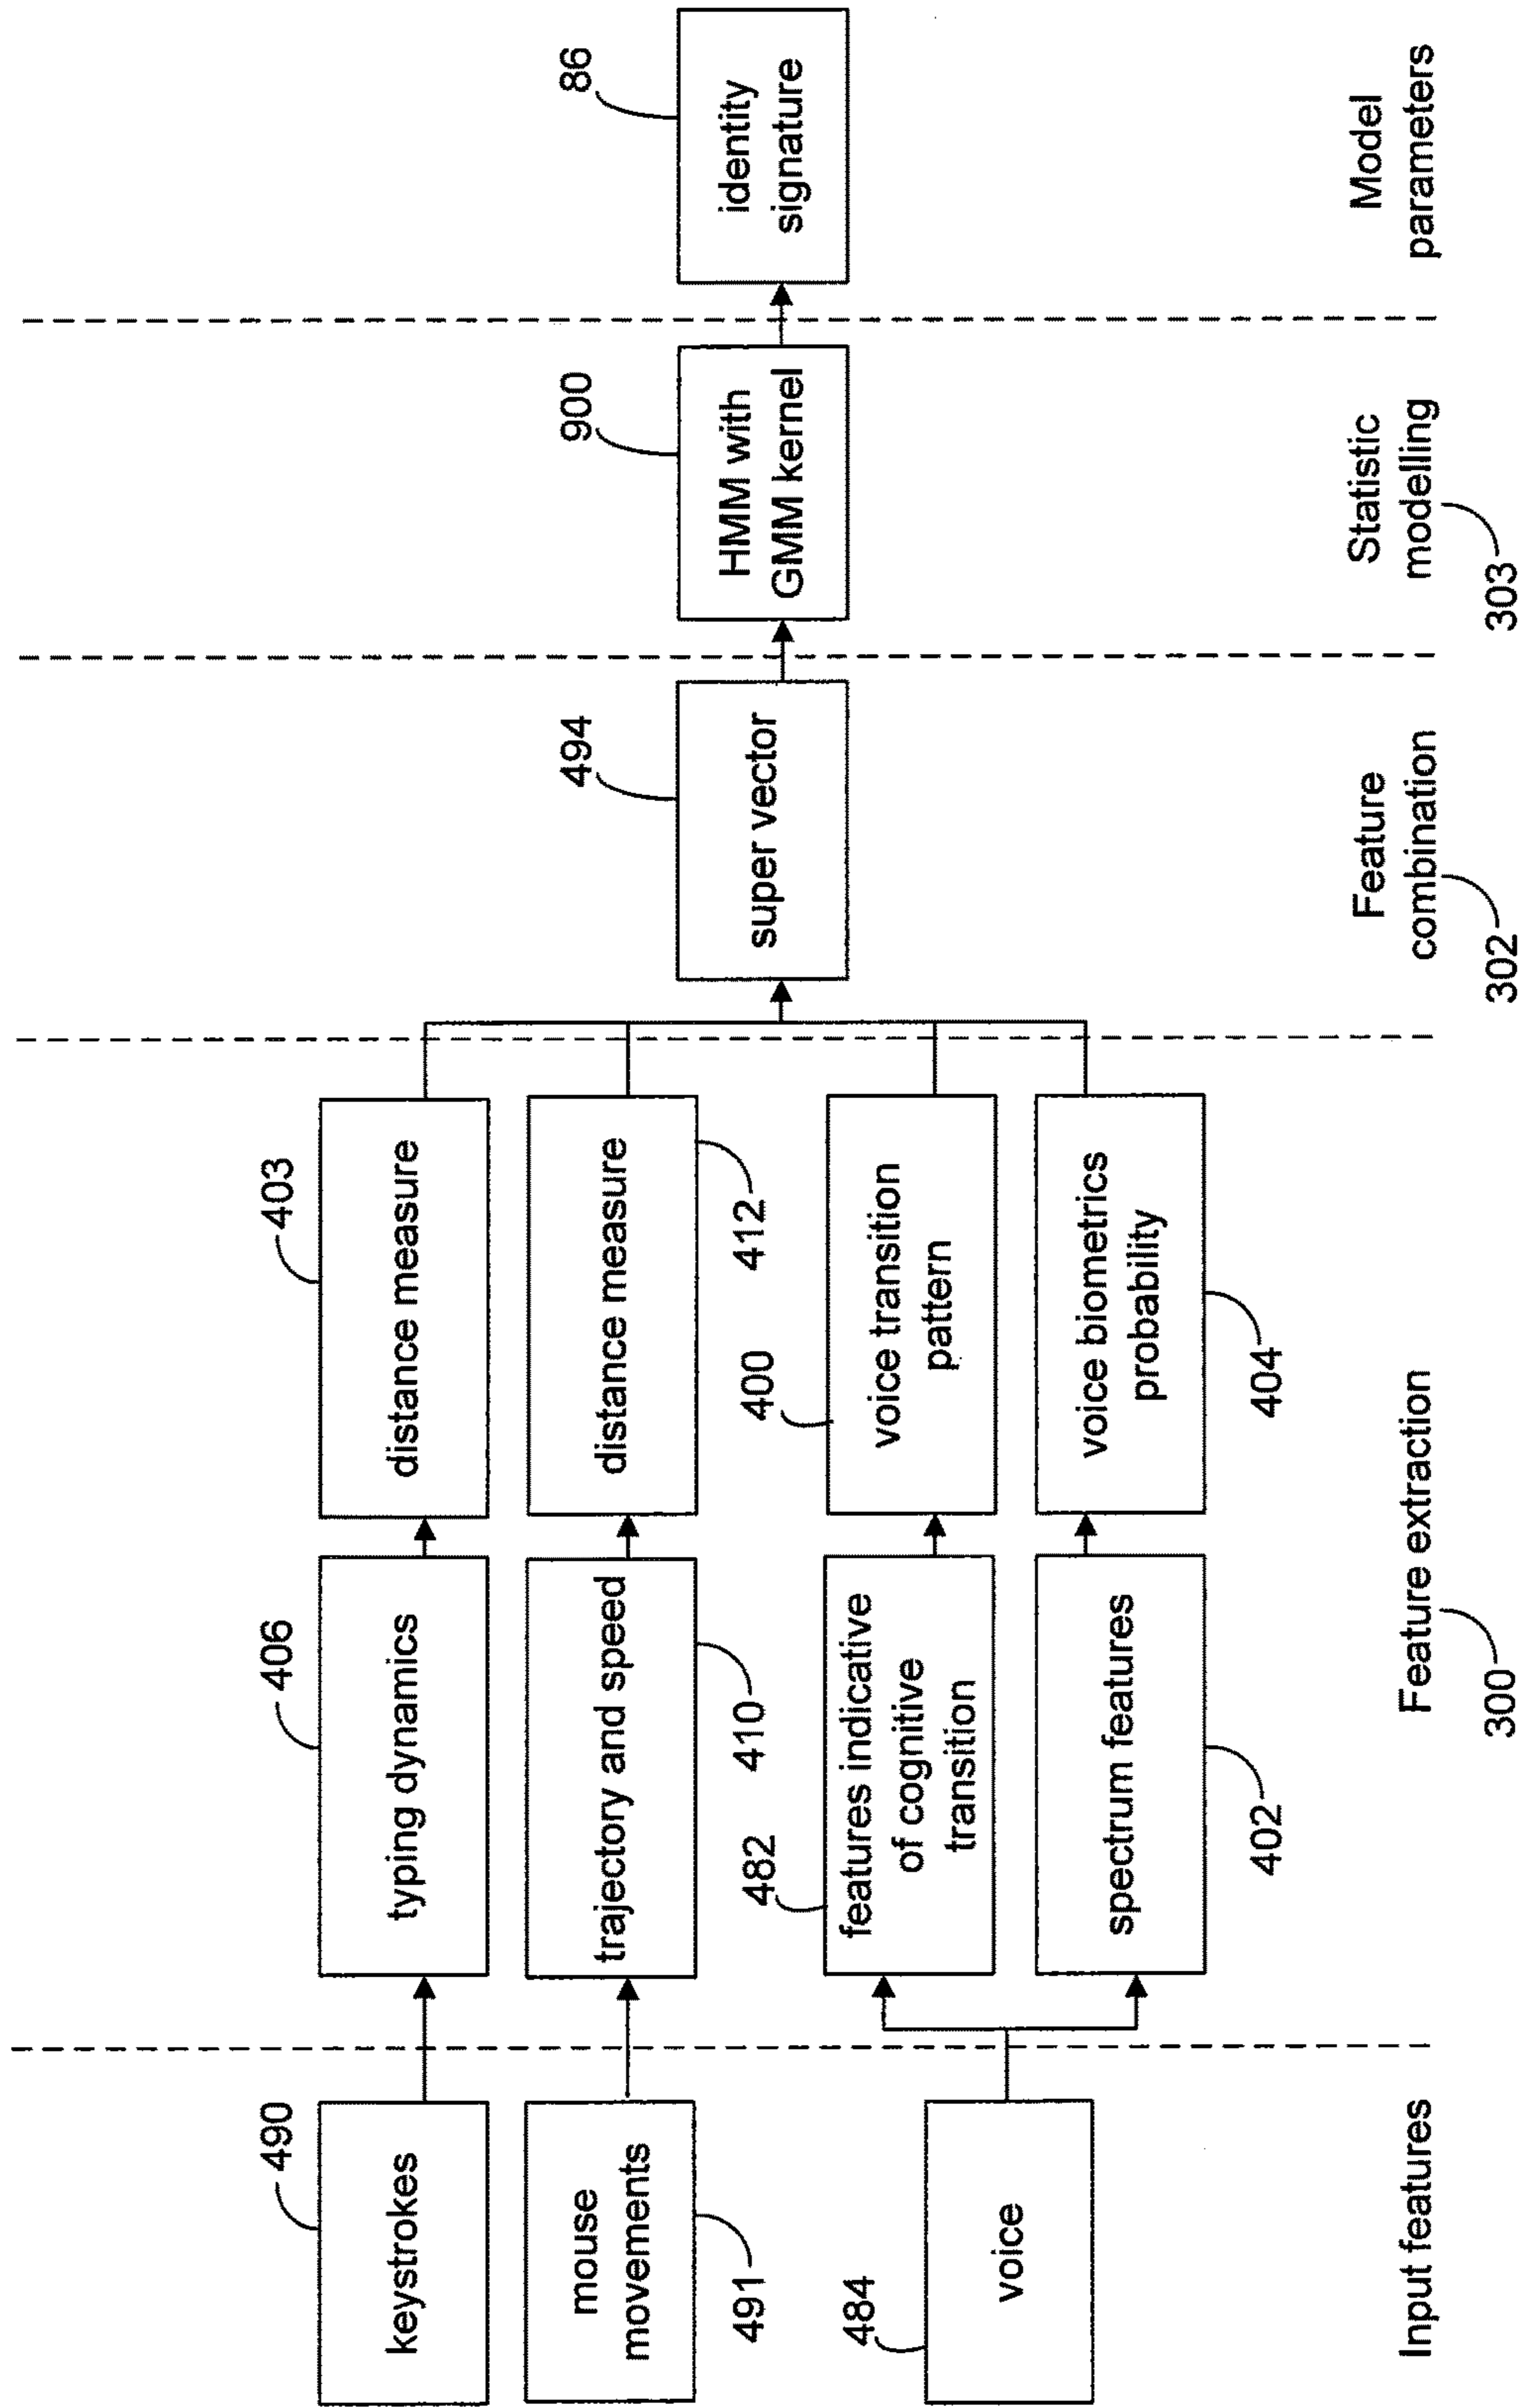 490
keystrokes
406
typing dynamics
403
distance measure
mouse
movements
491
trajectory and speed
410
distance measure
412
484
voice
482
features indicative
of cognitive
transition
400
voice transition
pattern
spectrum features
402
voice biometrics
probability
404
494
super vector
900
HMM with
GMM kernel
86
identity
signature
Input features
Feature extraction
300
Feature
combination
302
Statistic
modelling
303
Model
parameters